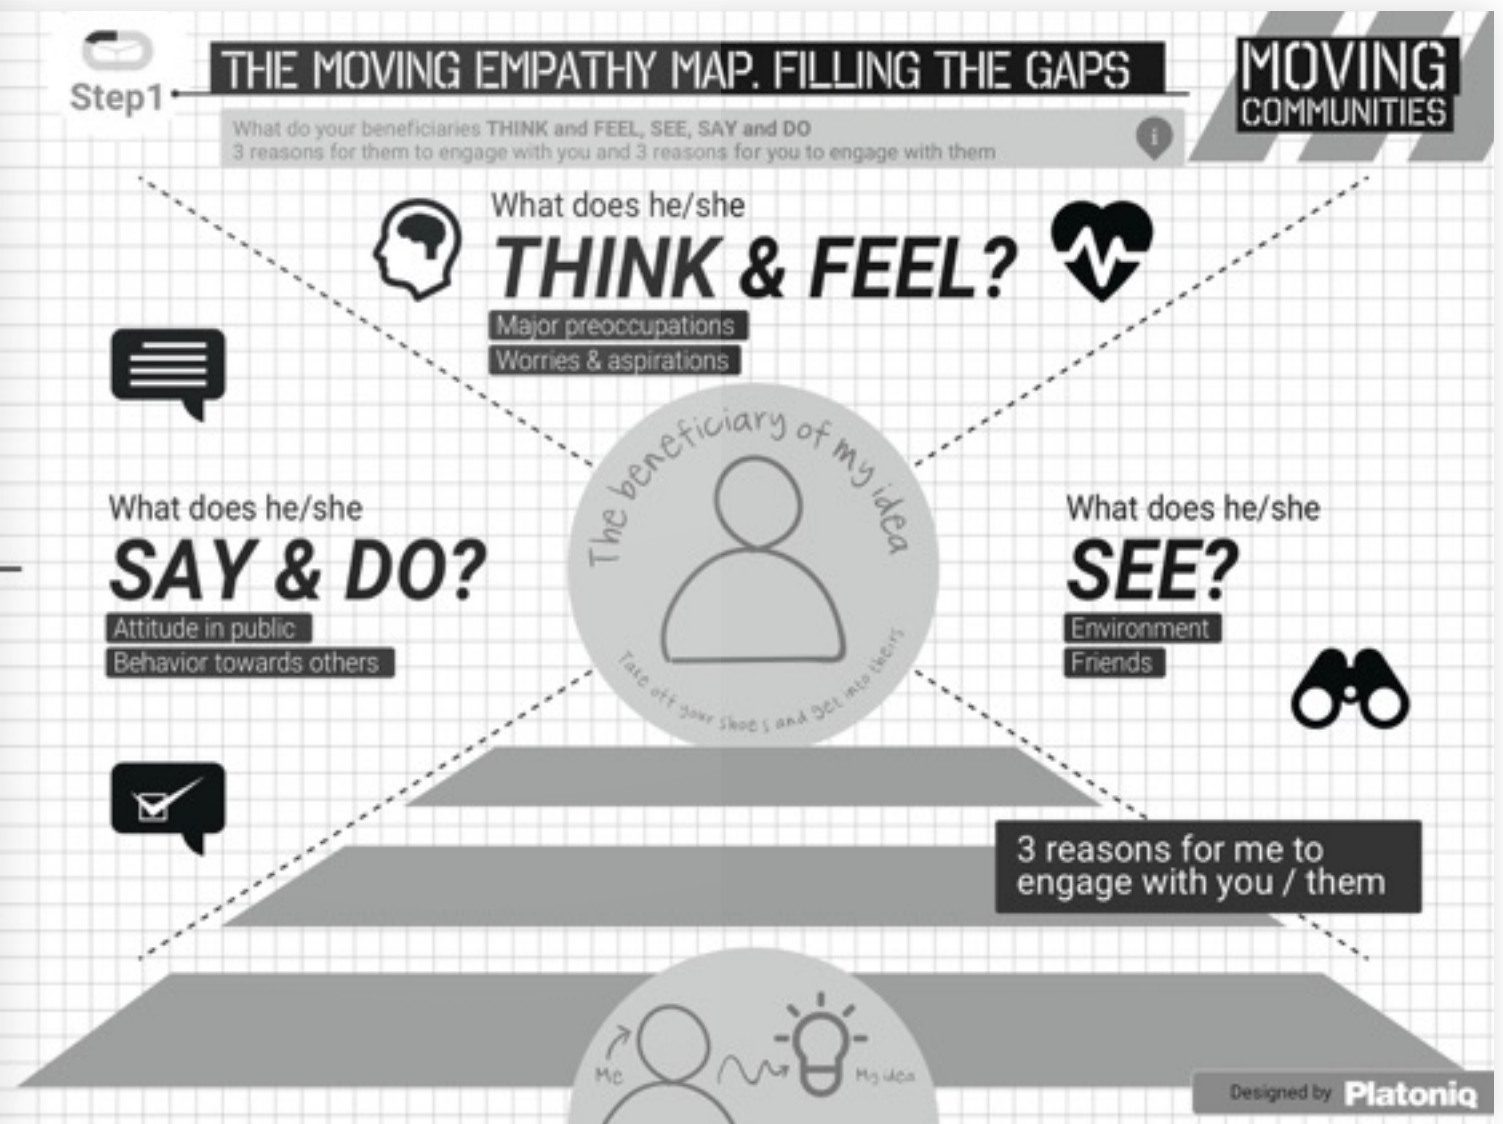 Step1
THE MOVING EMPATHY MAP. FILLING THE GAPS
MOVING
COMMUNITIES
What do your beneficiaries THINK and FEEL, SEE, SAY and DO
3 reasons for them to engage with you and 3 reasons for you to engage with them
i
What does he/she
THINK & FEEL?
Major preoccupations
Worries & aspirations
The beneficiary of my idea
Take off your shoes and get into theirs
What does he/she
SAY & DO?
Attitude in public
Behavior towards others
What does he/she
SEE?
Environment
Friends
3 reasons for me to
engage with you / them
Me
My idea
Designed by Platoniq